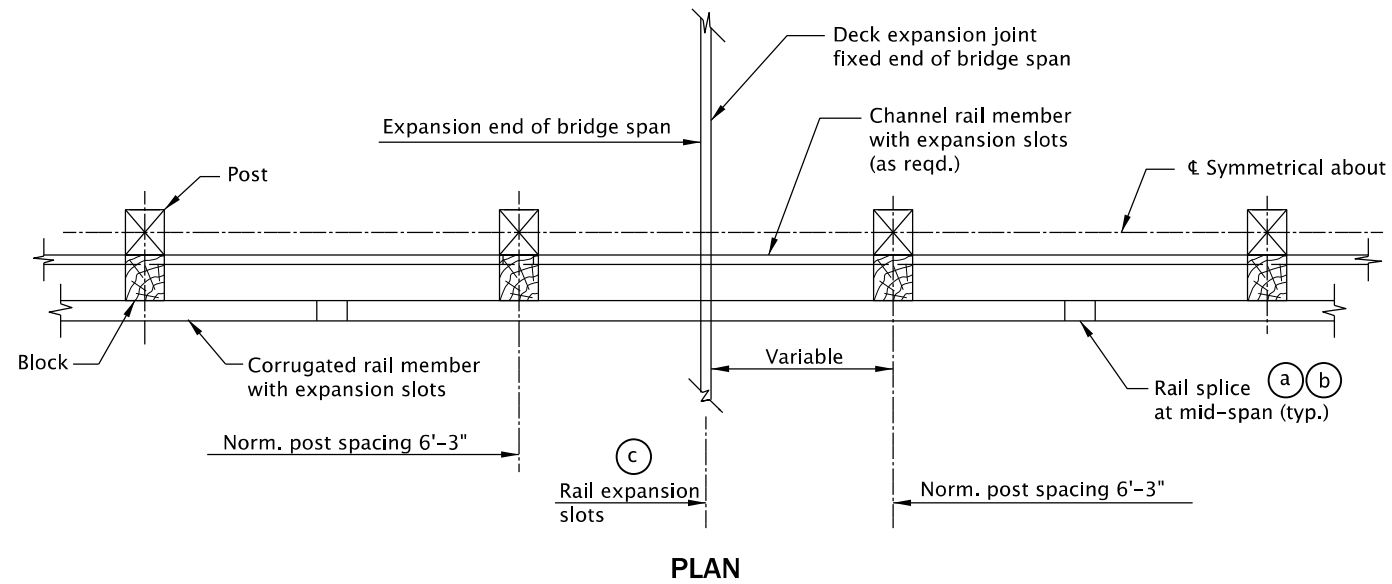 Deck expansion joint
fixed end of bridge span
Expansion end of bridge span
Channel rail member
with expansion slots
(as reqd.)
Post
℄ Symmetrical about
Block
Corrugated rail member
with expansion slots
Variable
Rail splice
at mid-span (typ.)
a b
Norm. post spacing 6'-3"
c
Rail expansion
slots
Norm. post spacing 6'-3"
PLAN